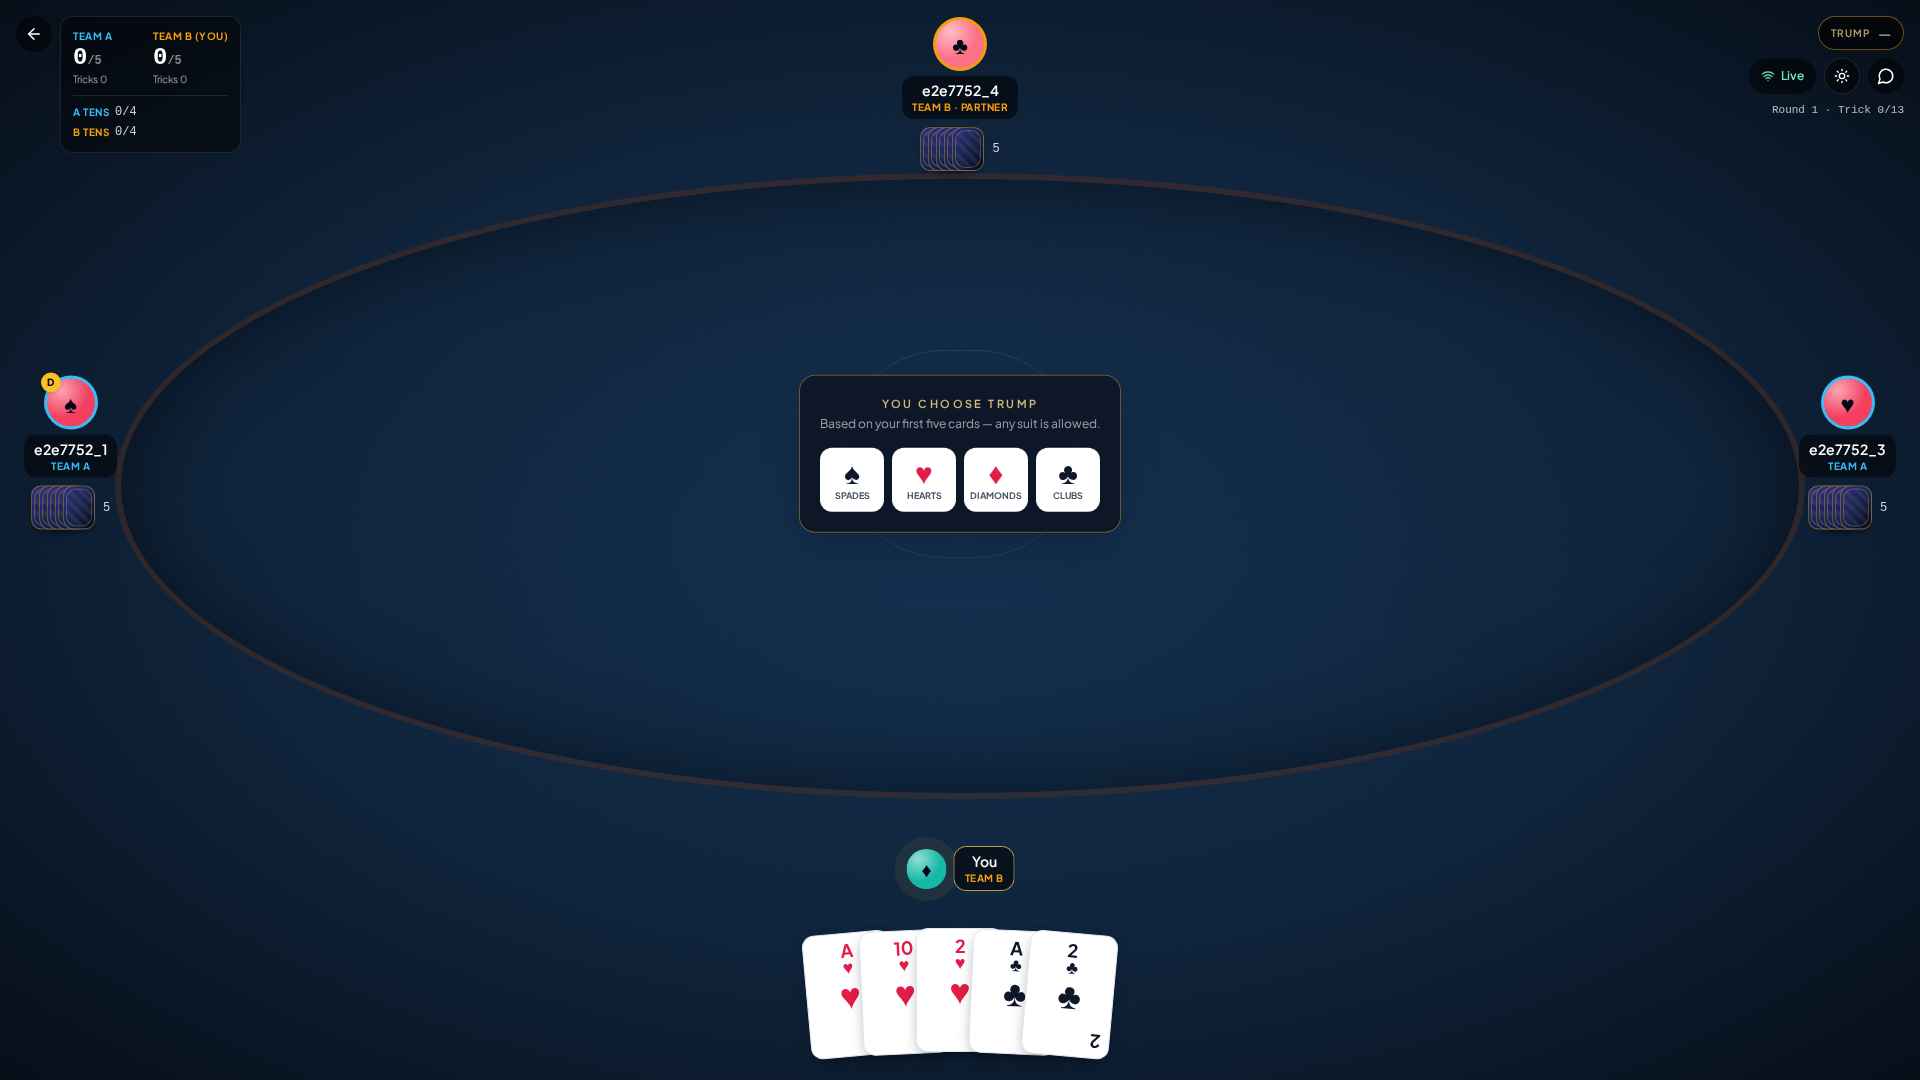 TEAM A TEAM B (YOU)
0/5 0/5
Tricks 0 Tricks 0
A TENS 0/4
B TENS 0/4
e2e7752_4
TEAM B · PARTNER
5
TRUMP —
Live
Round 1 · Trick 0/13
D
e2e7752_1
TEAM A
5
e2e7752_3
TEAM A
5
YOU CHOOSE TRUMP
Based on your first five cards — any suit is allowed.
SPADES HEARTS DIAMONDS CLUBS
You
TEAM B
A 10 2 A 2
2